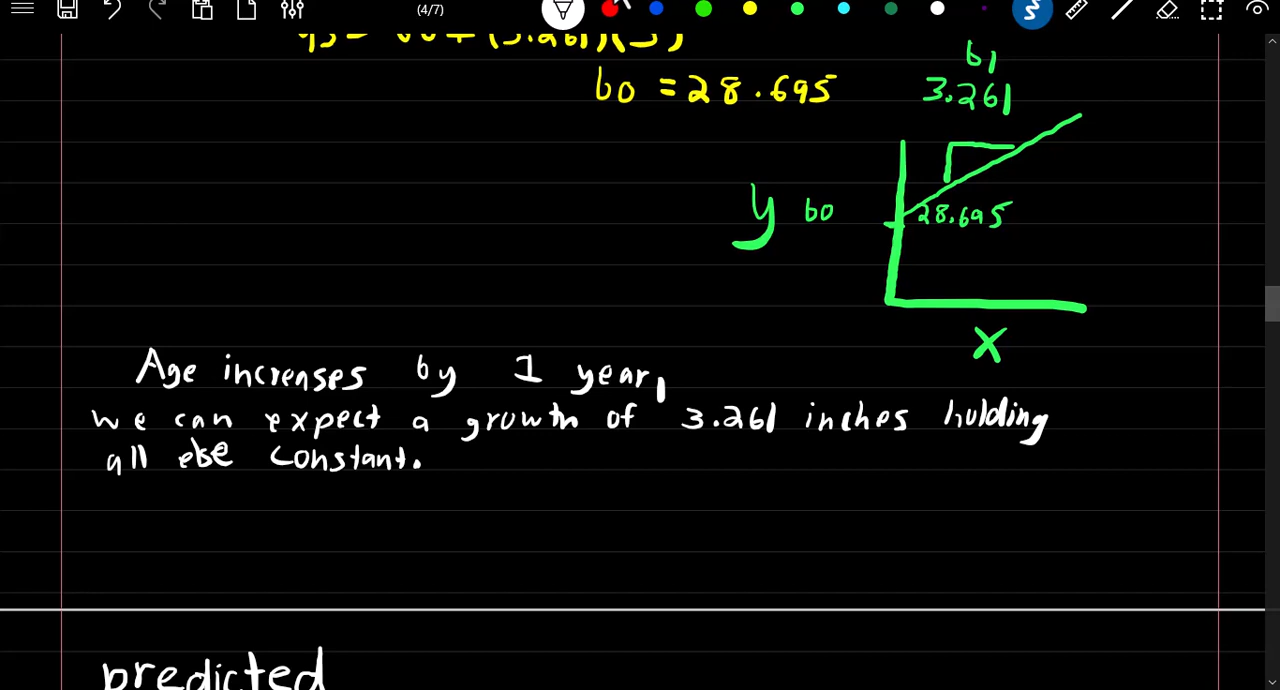 (4/7)
b0 = 28.695
b1
3.261
y b0
28.695
x
Age increases by 1 year,
we can expect a growth of 3.261 inches holding
all else constant.
predicted